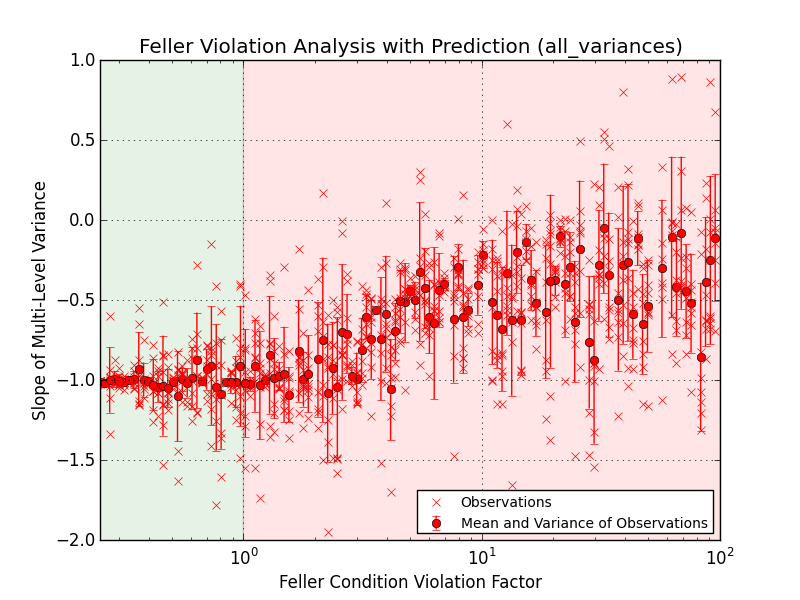 Feller Violation Analysis with Prediction (all_variances)
Slope of Multi-Level Variance
1.0
0.5
0.0
−0.5
−1.0
−1.5
−2.0
10⁰
10¹
10²
Feller Condition Violation Factor
Observations
Mean and Variance of Observations